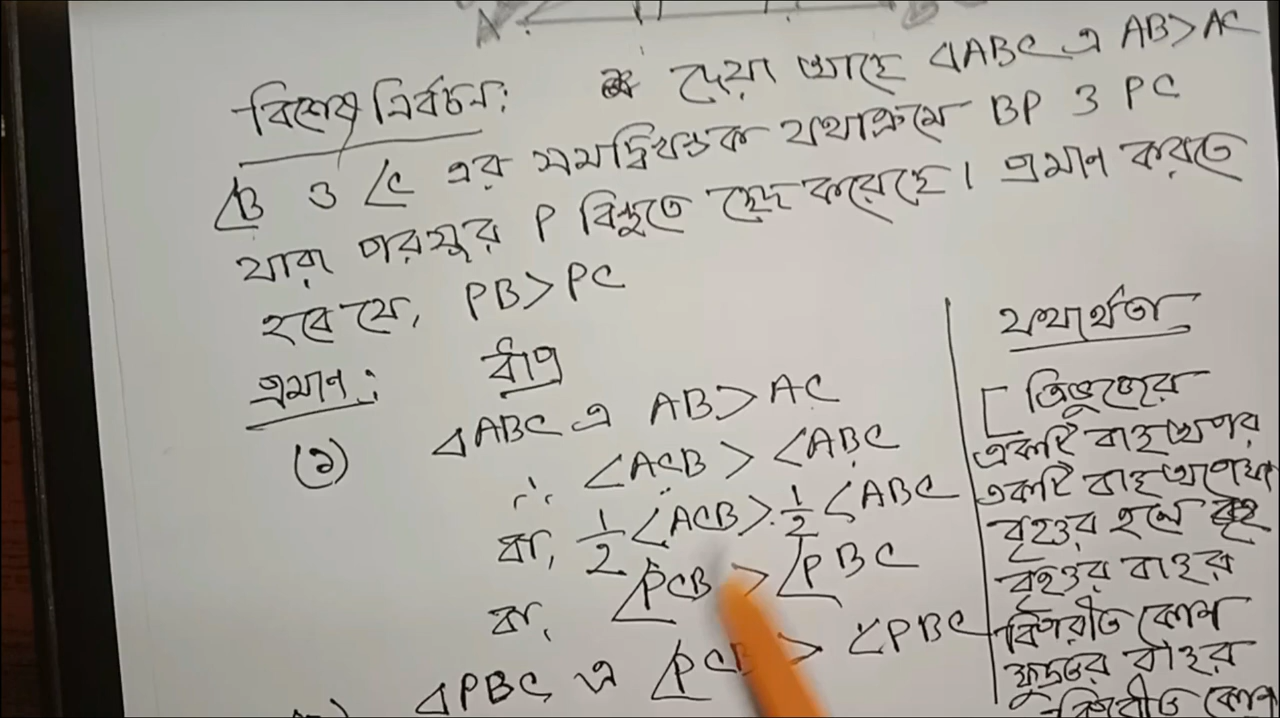 A
B
বিশেষ নির্বচন: দেয়া আছে △ABC এ AB>AC
∠B ও ∠C এর সমদ্বিখণ্ডক যথাক্রমে BP ও PC
যারা পরস্পর P বিন্দুতে ছেদ করেছে। প্রমাণ করতে
হবে যে, PB>PC
প্রমাণ: ধাপ
(১) △ABC এ AB>AC
∴ <ACB > <ABC
বা, 1/2 <ACB > 1/2 <ABC
বা, ∠PCB > ∠PBC
△PBC এ ∠PCB > <PBC
যথার্থতা
[ত্রিভুজের
একটি বাহু অপর
একটি বাহু অপেক্ষা
বৃহত্তর হলে
বৃহত্তর বাহুর
বিপরীত কোণ
ক্ষুদ্রতর বাহুর
বিপরীত কোণ